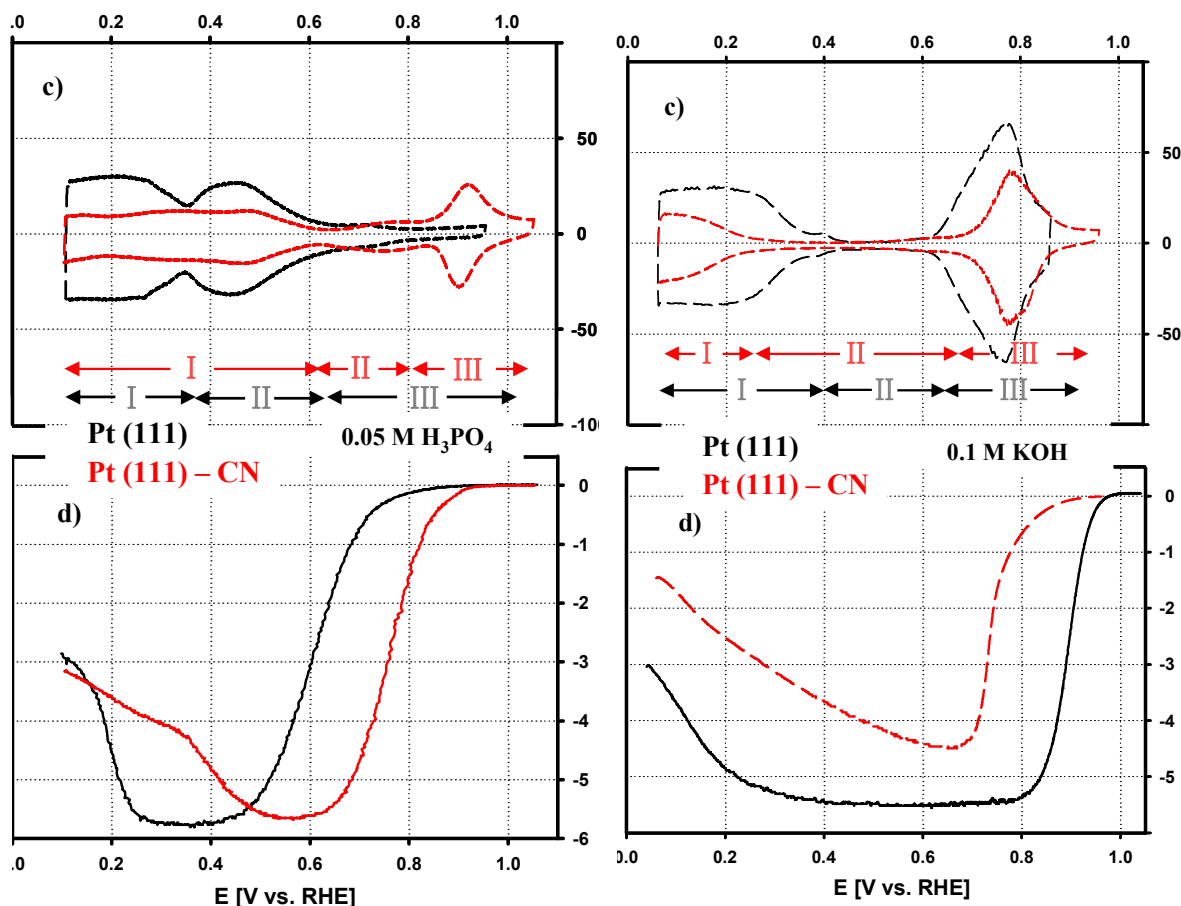 .0 0.2 0.4 0.6 0.8 1.0
c)
50
0
-50
-100
I II III
I II III
Pt (111)
0.05 M H₃PO₄
Pt (111) – CN
d)
0
-1
-2
-3
-4
-5
-6
.0 0.2 0.4 0.6 0.8 1.0
E [V vs. RHE]
0.0 0.2 0.4 0.6 0.8 1.0
c)
50
0
-50
I II III
I II III
Pt (111)
0.1 M KOH
Pt (111) – CN
d)
0
-1
-2
-3
-4
-5
0.0 0.2 0.4 0.6 0.8 1.0
E [V vs. RHE]